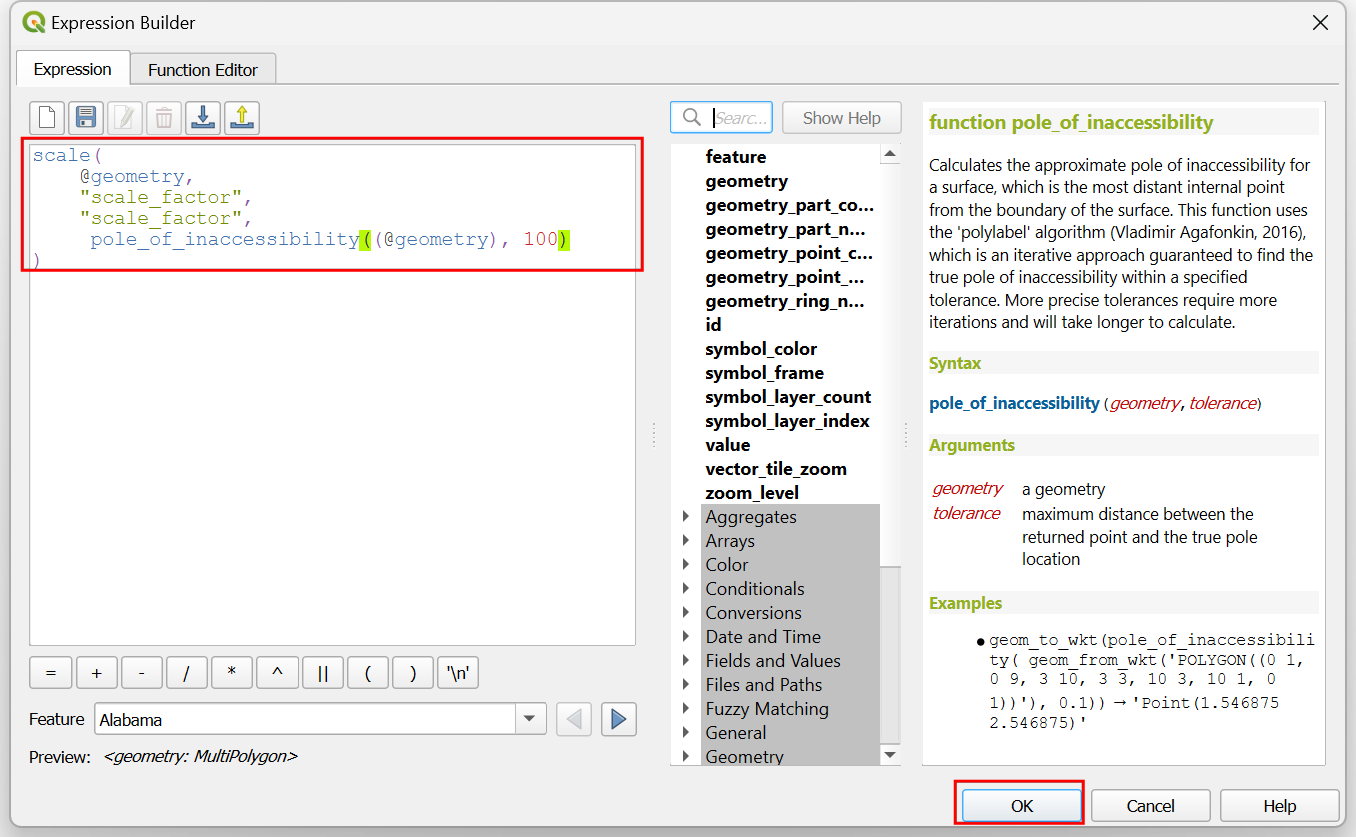 Expression Builder
Expression
Function Editor
scale(
@geometry,
"scale_factor",
"scale_factor",
pole_of_inaccessibility((@geometry), 100)
)
=
+
-
/
*
^
||
(
)
'\n'
Feature
Alabama
Preview: <geometry: MultiPolygon>
Searc...
Show Help
feature
geometry
geometry_part_co...
geometry_part_n...
geometry_point_c...
geometry_point_...
geometry_ring_n...
id
symbol_color
symbol_frame
symbol_layer_count
symbol_layer_index
value
vector_tile_zoom
zoom_level
Aggregates
Arrays
Color
Conditionals
Conversions
Date and Time
Fields and Values
Files and Paths
Fuzzy Matching
General
Geometry
function pole_of_inaccessibility
Calculates the approximate pole of inaccessibility for
a surface, which is the most distant internal point
from the boundary of the surface. This function uses
the 'polylabel' algorithm (Vladimir Agafonkin, 2016),
which is an iterative approach guaranteed to find the
true pole of inaccessibility within a specified
tolerance. More precise tolerances require more
iterations and will take longer to calculate.
Syntax
pole_of_inaccessibility (geometry, tolerance)
Arguments
geometry a geometry
tolerance maximum distance between the
returned point and the true pole
location
Examples
● geom_to_wkt(pole_of_inaccessibili
ty( geom_from_wkt('POLYGON((0 1,
0 9, 3 10, 3 3, 10 3, 10 1, 0
1))'), 0.1)) → 'Point(1.546875
2.546875)'
OK
Cancel
Help